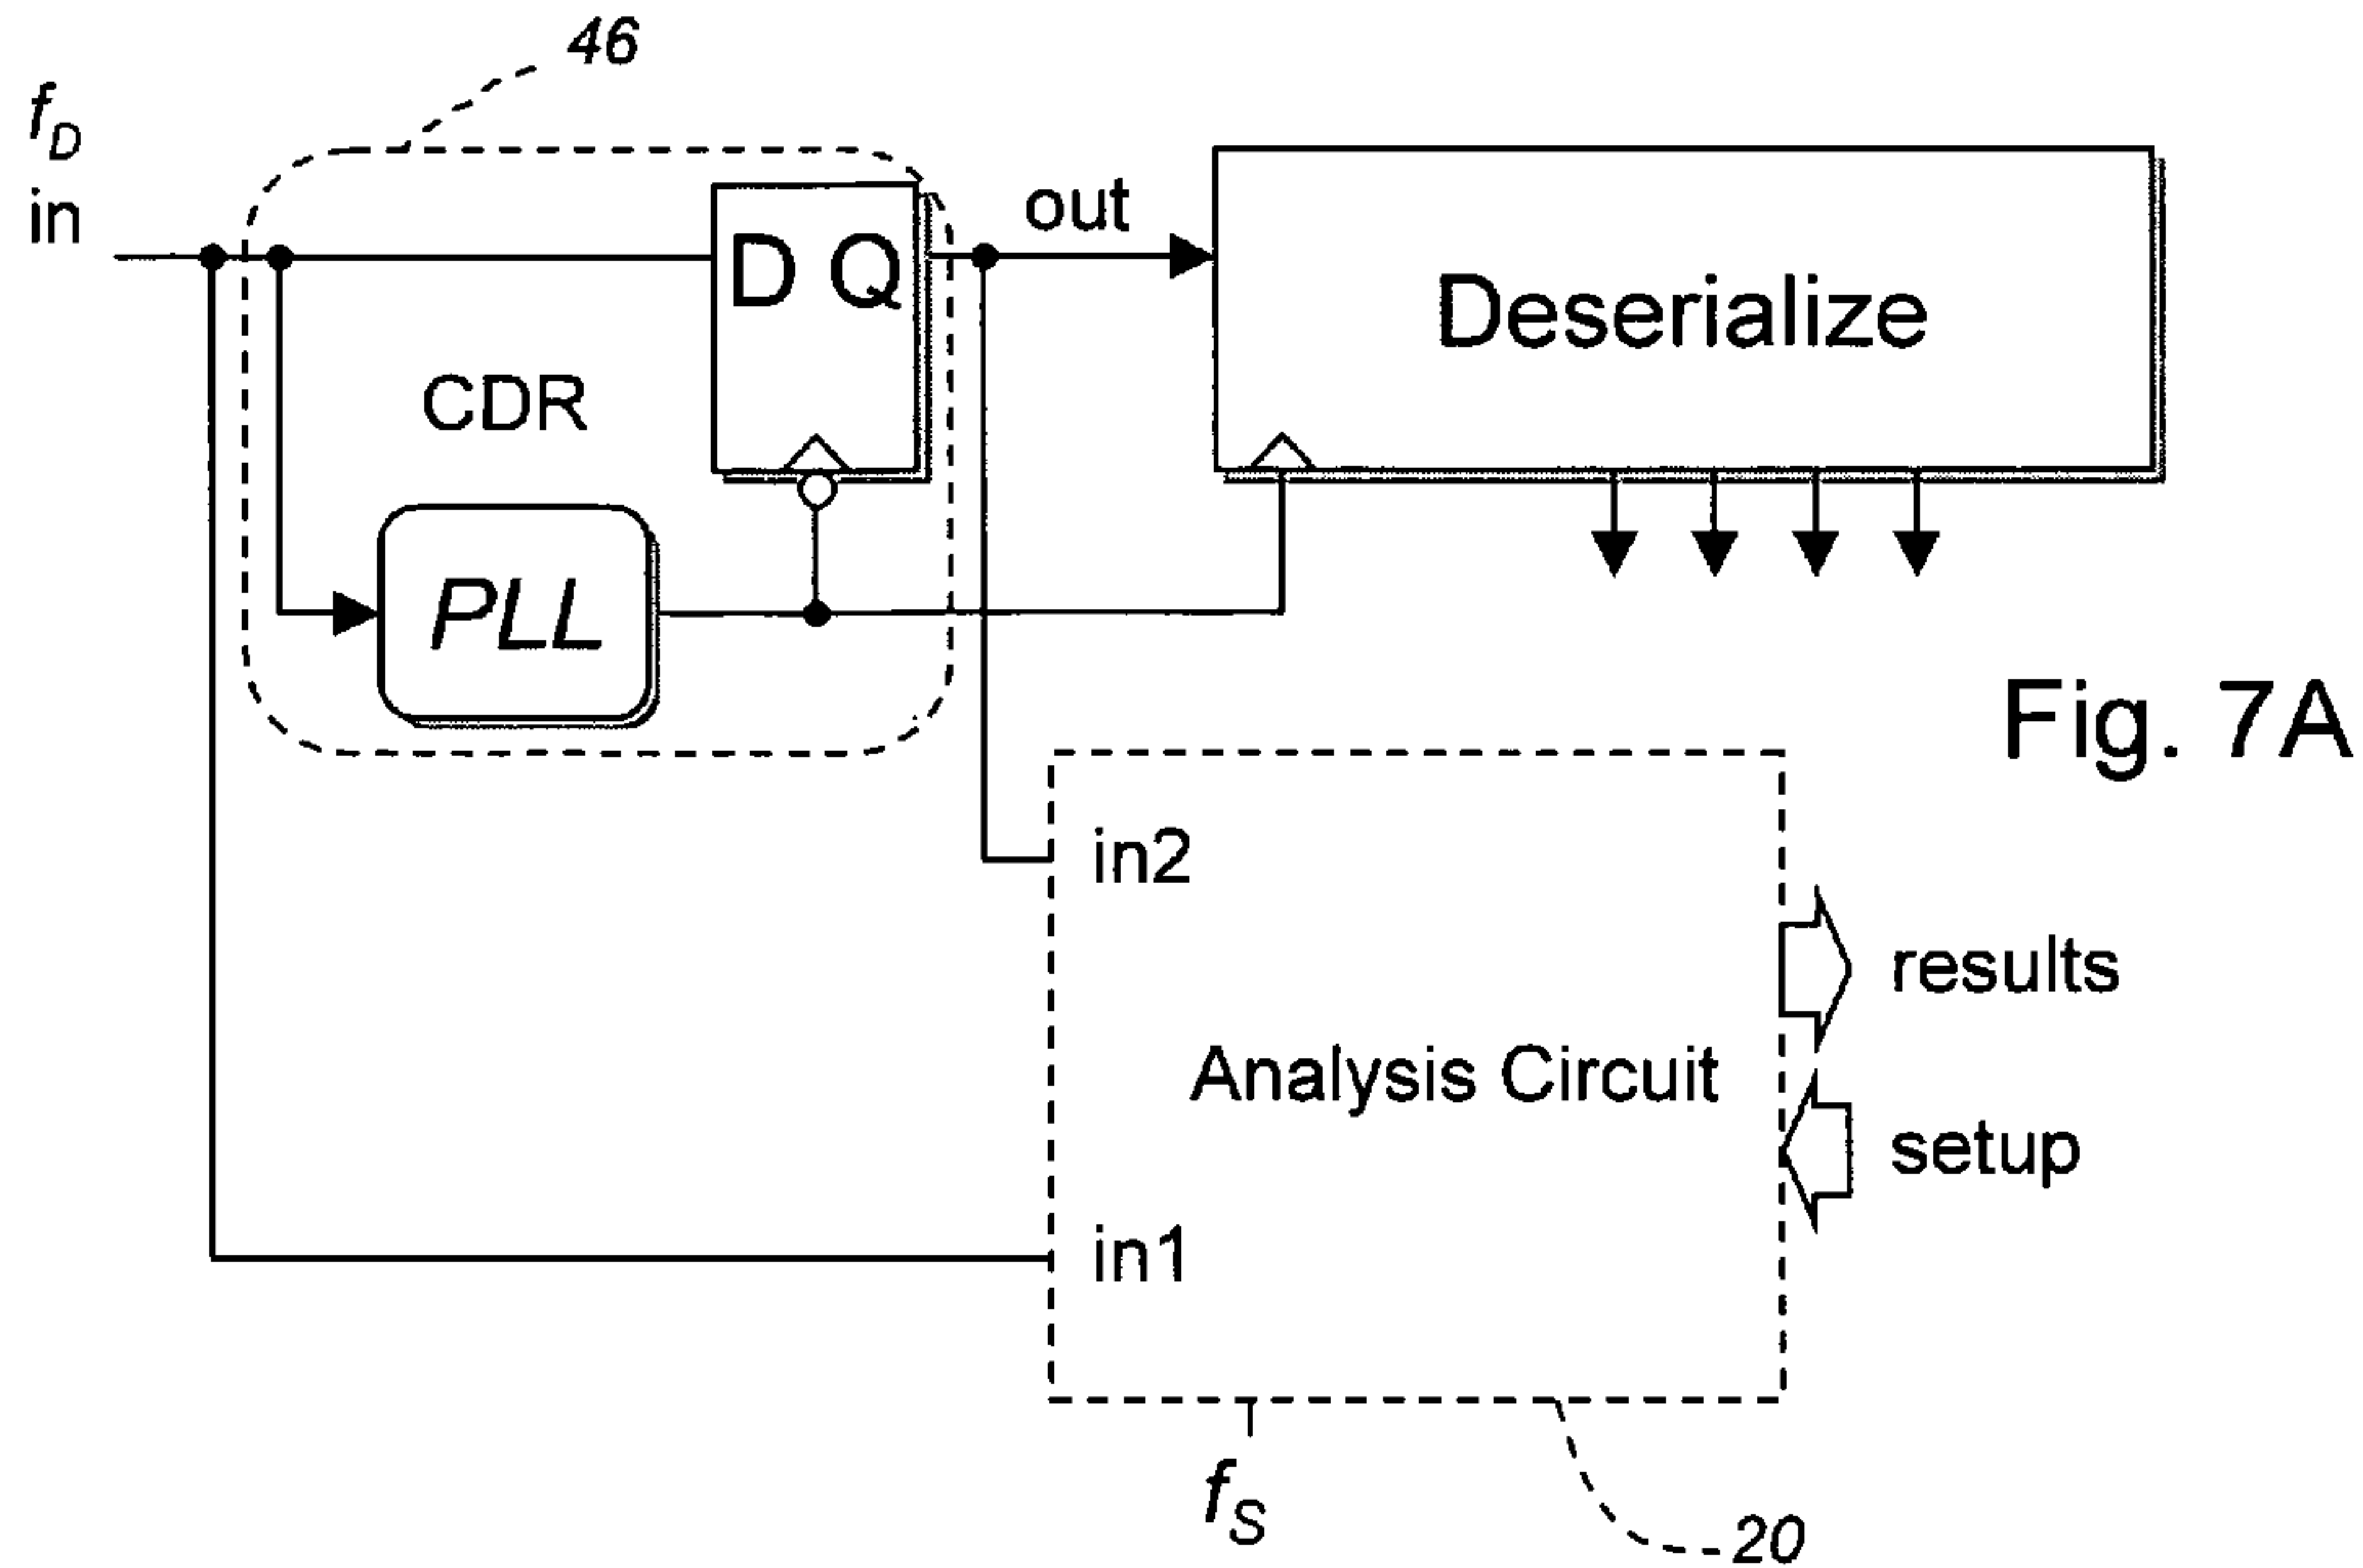 46
f_D
in
out
D Q
Deserialize
CDR
PLL
Fig. 7A
in2
results
Analysis Circuit
setup
in1
f_S
20